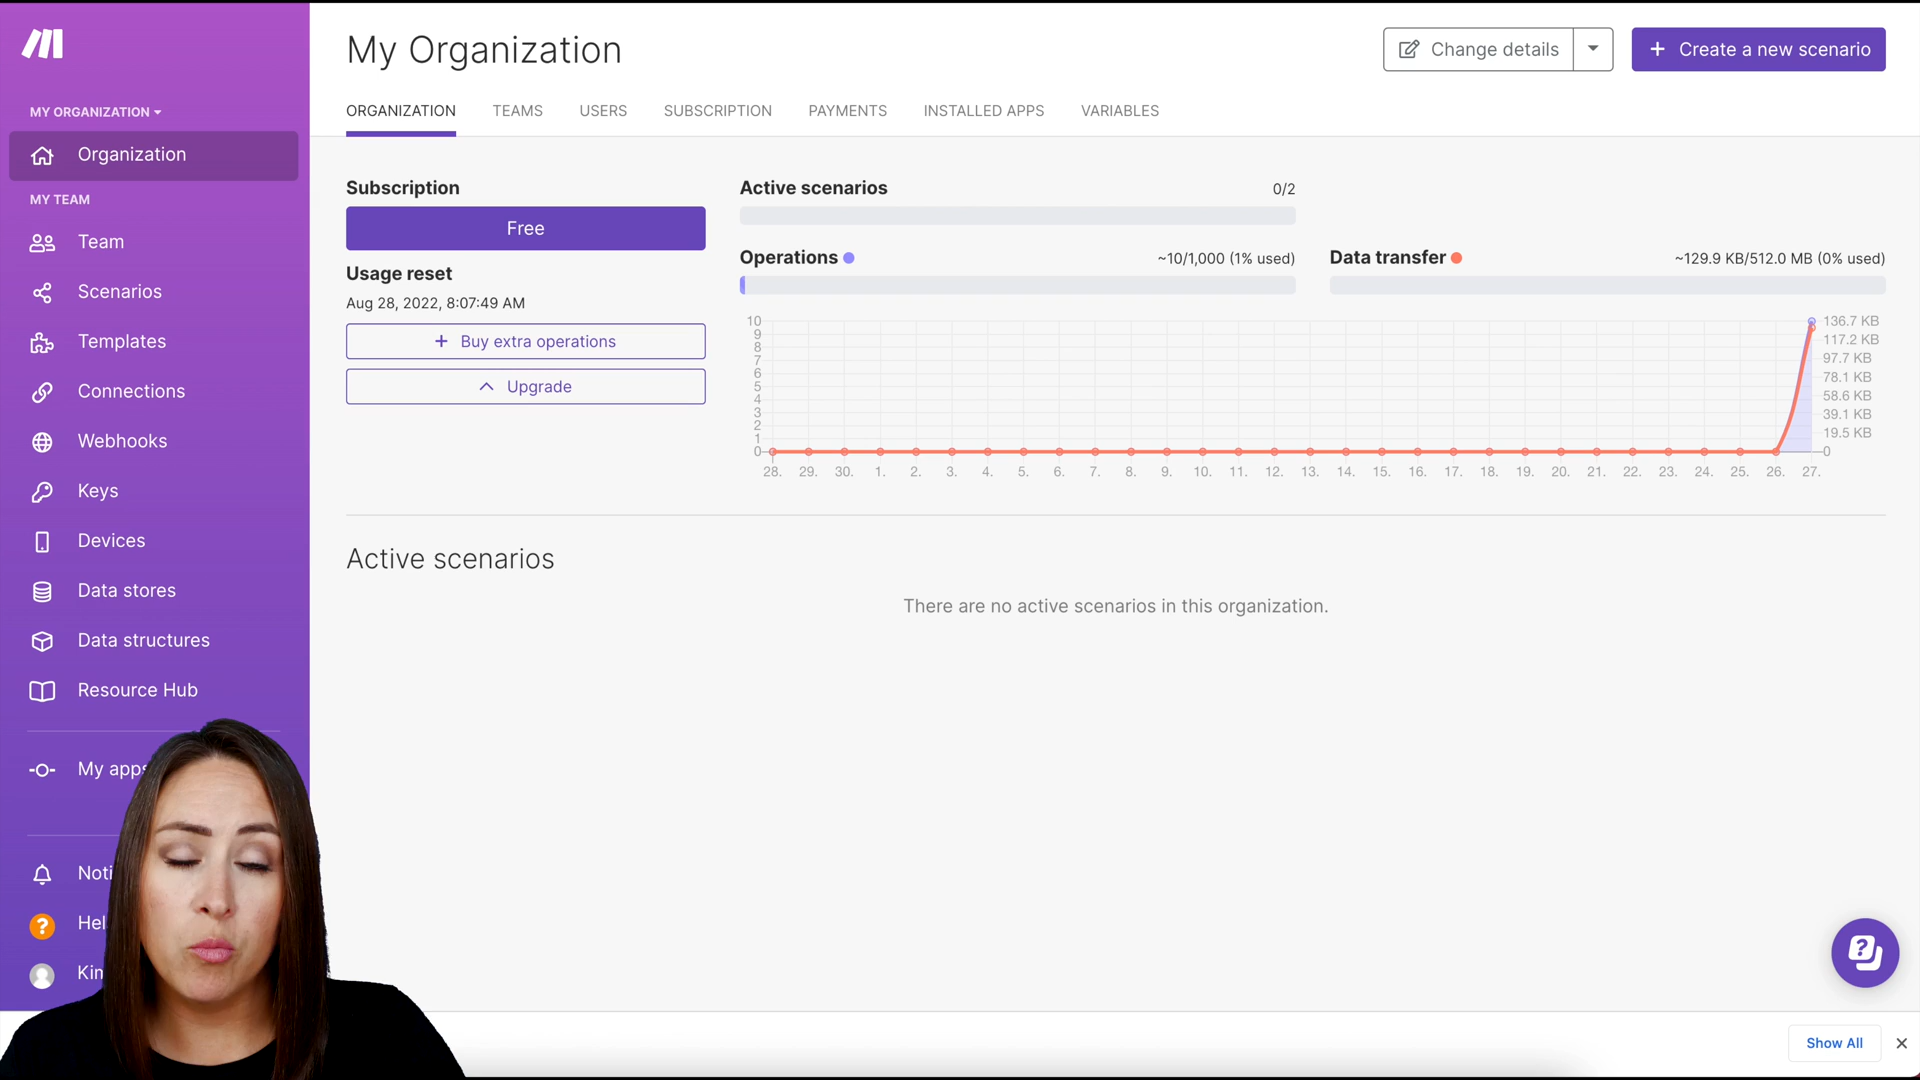 My Organization
Change details
+ Create a new scenario
MY ORGANIZATION
ORGANIZATION TEAMS USERS SUBSCRIPTION PAYMENTS INSTALLED APPS VARIABLES
Organization
MY TEAM
Team
Scenarios
Templates
Connections
Webhooks
Keys
Devices
Data stores
Data structures
Resource Hub
My apps
Noti
Hel
Kim
Subscription
Free
Usage reset
Aug 28, 2022, 8:07:49 AM
+ Buy extra operations
Upgrade
Active scenarios 0/2
Operations ~10/1,000 (1% used)
Data transfer ~129.9 KB/512.0 MB (0% used)
10
9
8
7
6
5
4
3
2
1
0
136.7 KB
117.2 KB
97.7 KB
78.1 KB
58.6 KB
39.1 KB
19.5 KB
0
28. 29. 30. 1. 2. 3. 4. 5. 6. 7. 8. 9. 10. 11. 12. 13. 14. 15. 16. 17. 18. 19. 20. 21. 22. 23. 24. 25. 26. 27.
Active scenarios
There are no active scenarios in this organization.
Show All